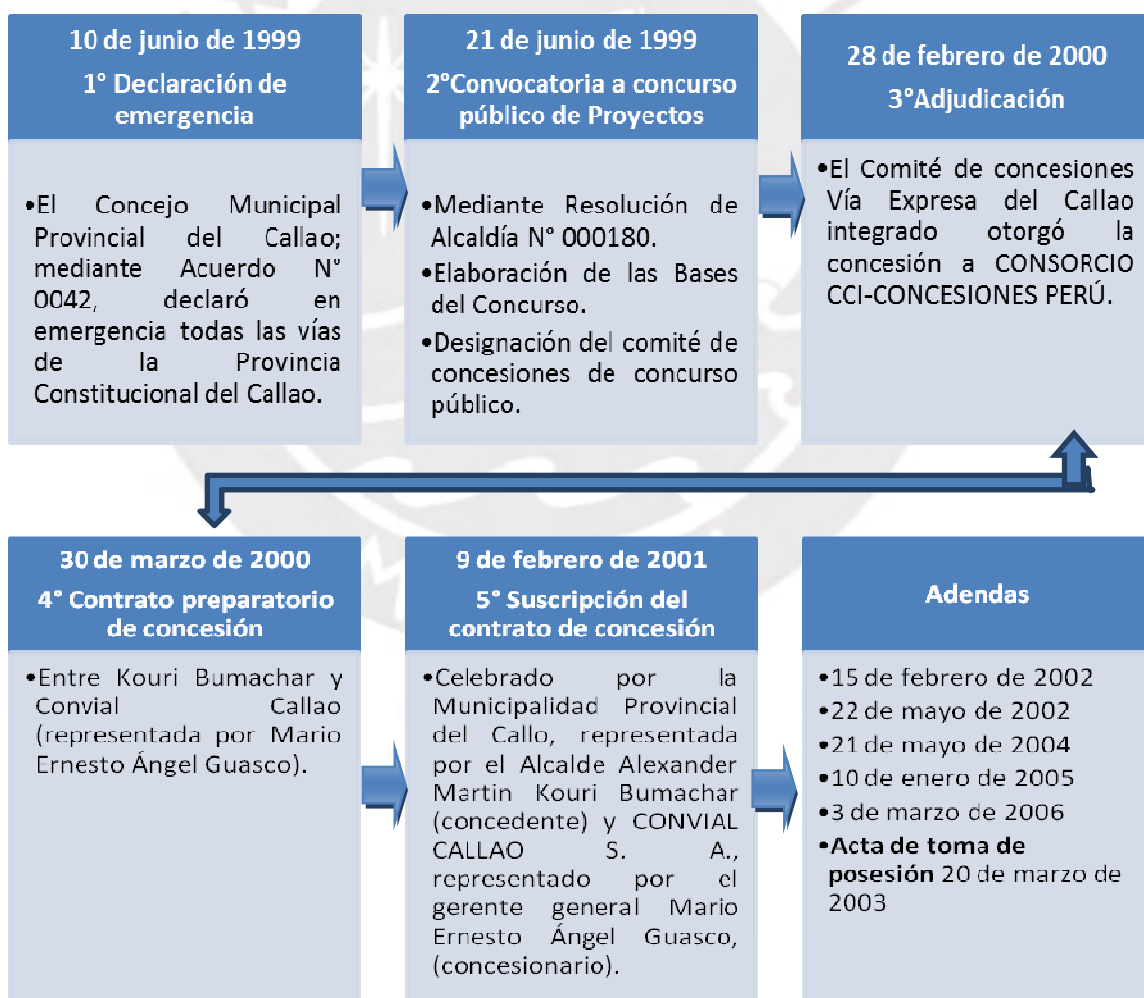 10 de junio de 1999
1° Declaración de
emergencia
•El Concejo Municipal
Provincial del Callao;
mediante Acuerdo N°
0042, declaró en
emergencia todas las vías
de la Provincia
Constitucional del Callao.
21 de junio de 1999
2°Convocatoria a concurso
público de Proyectos
•Mediante Resolución de
Alcaldía N° 000180.
•Elaboración de las Bases
del Concurso.
•Designación del comité de
concesiones de concurso
público.
28 de febrero de 2000
3°Adjudicación
•El Comité de concesiones
Vía Expresa del Callao
integrado otorgó la
concesión a CONSORCIO
CCI-CONCESIONES PERÚ.
30 de marzo de 2000
4° Contrato preparatorio
de concesión
•Entre Kouri Bumachar y
Convial Callao
(representada por Mario
Ernesto Ángel Guasco).
9 de febrero de 2001
5° Suscripción del
contrato de concesión
•Celebrado por la
Municipalidad Provincial
del Callo, representada
por el Alcalde Alexander
Martin Kouri Bumachar
(concedente) y CONVIAL
CALLAO S. A.,
representado por el
gerente general Mario
Ernesto Ángel Guasco,
(concesionario).
Adendas
•15 de febrero de 2002
•22 de mayo de 2002
•21 de mayo de 2004
•10 de enero de 2005
•3 de marzo de 2006
•Acta de toma de
posesión 20 de marzo de
2003